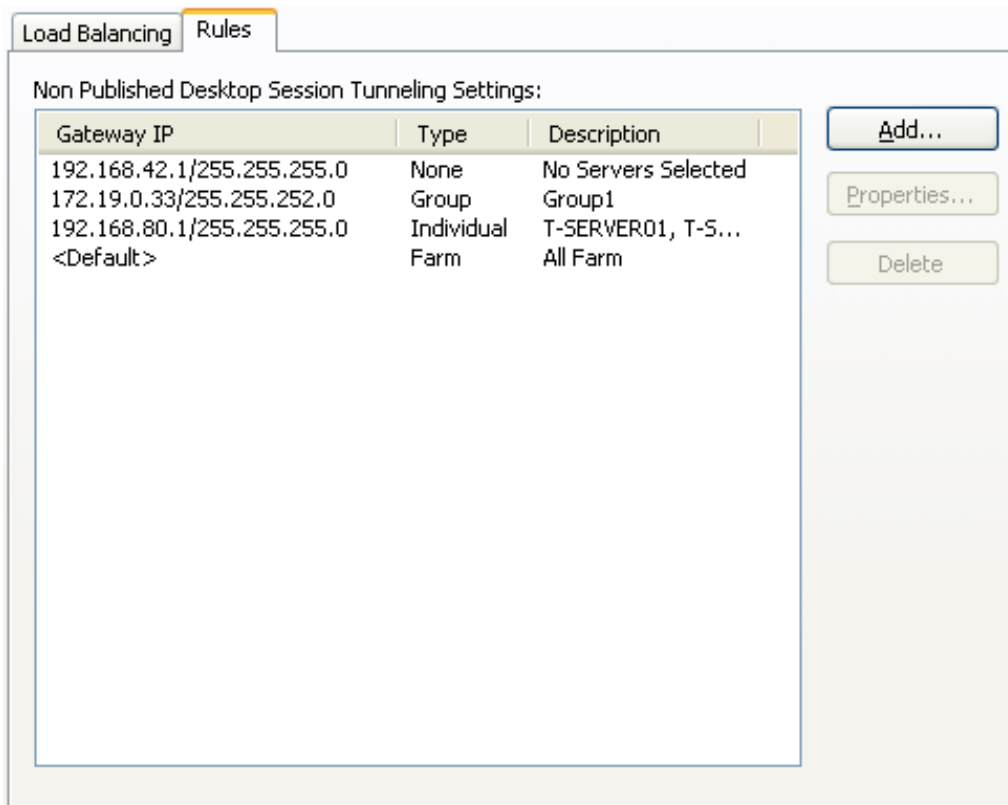 Load Balancing Rules
Non Published Desktop Session Tunneling Settings:
Gateway IP Type Description
192.168.42.1/255.255.255.0 None No Servers Selected
172.19.0.33/255.255.252.0 Group Group1
192.168.80.1/255.255.255.0 Individual T-SERVER01, T-S...
<Default> Farm All Farm
Add...
Properties...
Delete